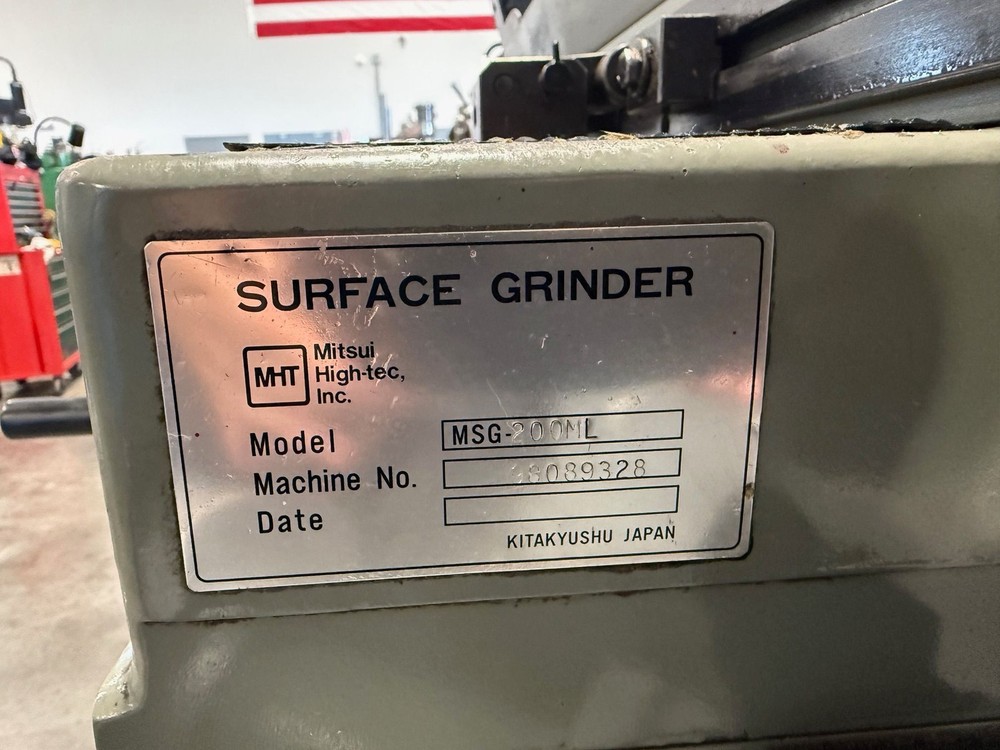 SURFACE GRINDER
MHT
Mitsui
High-tec,
Inc.
Model MSG-200ML
Machine No.
Date
KITAKYUSHU JAPAN